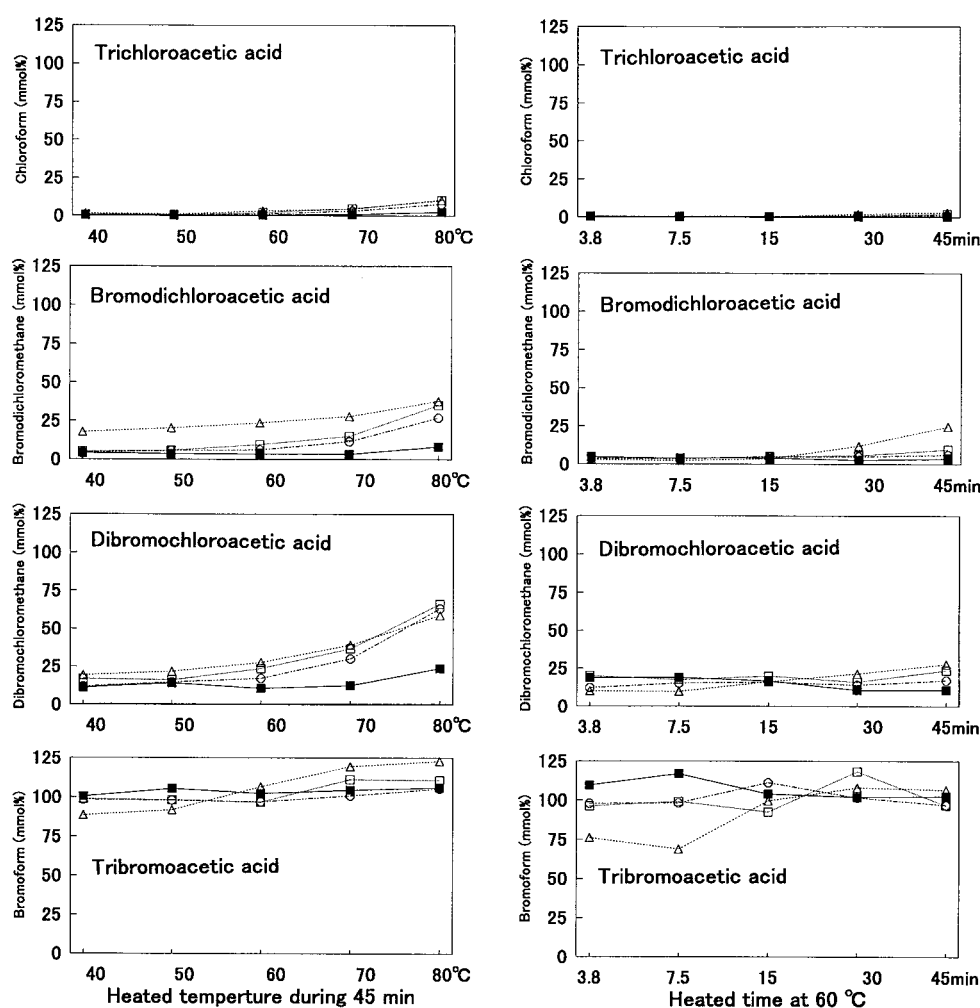 125
100
75
50
25
0
Chloroform (mmol%)
Trichloroacetic acid
40 50 60 70 80℃
125
100
75
50
25
0
Chloroform (mmol%)
Trichloroacetic acid
3.8 7.5 15 30 45min
125
100
75
50
25
0
Bromodichloromethane (mmol%)
Bromodichloroacetic acid
40 50 60 70 80℃
125
100
75
50
25
0
Bromodichloromethane (mmol%)
Bromodichloroacetic acid
3.8 7.5 15 30 45min
125
100
75
50
25
0
Dibromochloromethane (mmol%)
Dibromochloroacetic acid
40 50 60 70 80℃
125
100
75
50
25
0
Dibromochloromethane (mmol%)
Dibromochloroacetic acid
3.8 7.5 15 30 45min
125
100
75
50
25
0
Bromoform (mmol%)
Tribromoacetic acid
40 50 60 70 80℃
Heated temperture during 45 min
125
100
75
50
25
0
Bromoform (mmol%)
Tribromoacetic acid
3.8 7.5 15 30 45min
Heated time at 60 ℃